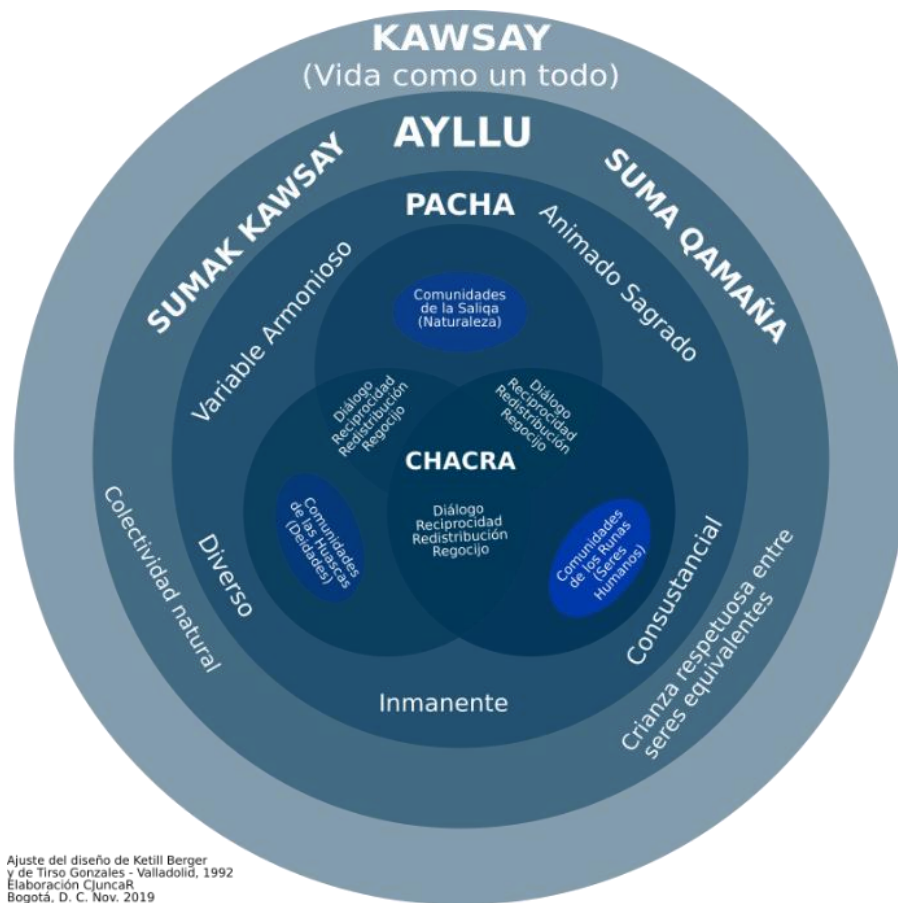 KAWSAY
(Vida como un todo)
AYLLU
SUMAK KAWSAY
SUMA QAMAÑA
PACHA
Variable Armonioso
Animado Sagrado
Comunidades
de la Saliqa
(Naturaleza)
Diálogo
Reciprocidad
Redistribución
Regocijo
Diálogo
Reciprocidad
Redistribución
Regocijo
CHACRA
Comunidades
de las Huascas
(Deidades)
Diálogo
Reciprocidad
Redistribución
Regocijo
Comunidades
de los Runas
(Seres
Humanos)
Colectividad natural
Diverso
Consustancial
Crianza respetuosa entre
seres equivalentes
Inmanente
Ajuste del diseño de Ketill Berger
y de Tirso Gonzales - Valladolid, 1992
Elaboración CJuncaR
Bogotá, D. C. Nov. 2019